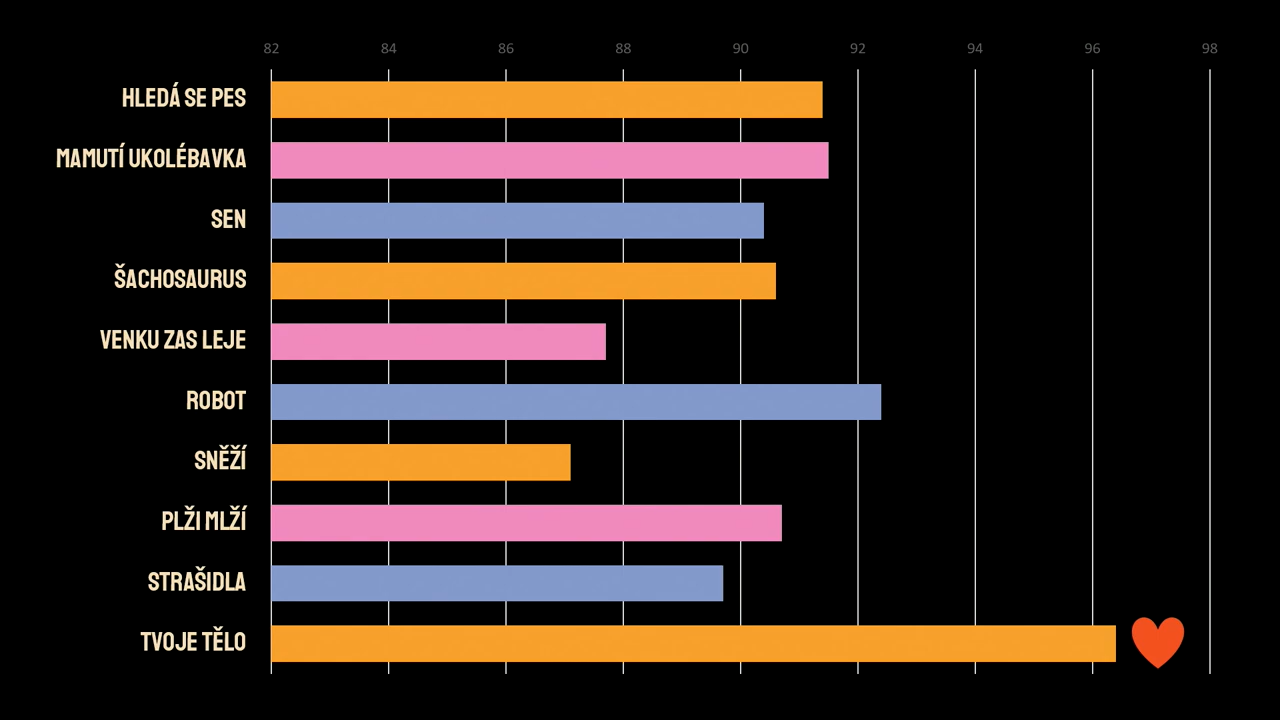 82 84 86 88 90 92 94 96 98
HLEDÁ SE PES
MAMUTÍ UKOLÉBAVKA
SEN
ŠACHOSAURUS
VENKU ZAS LEJE
ROBOT
SNĚŽÍ
PLŽI MLŽÍ
STRAŠIDLA
TVOJE TĚLO